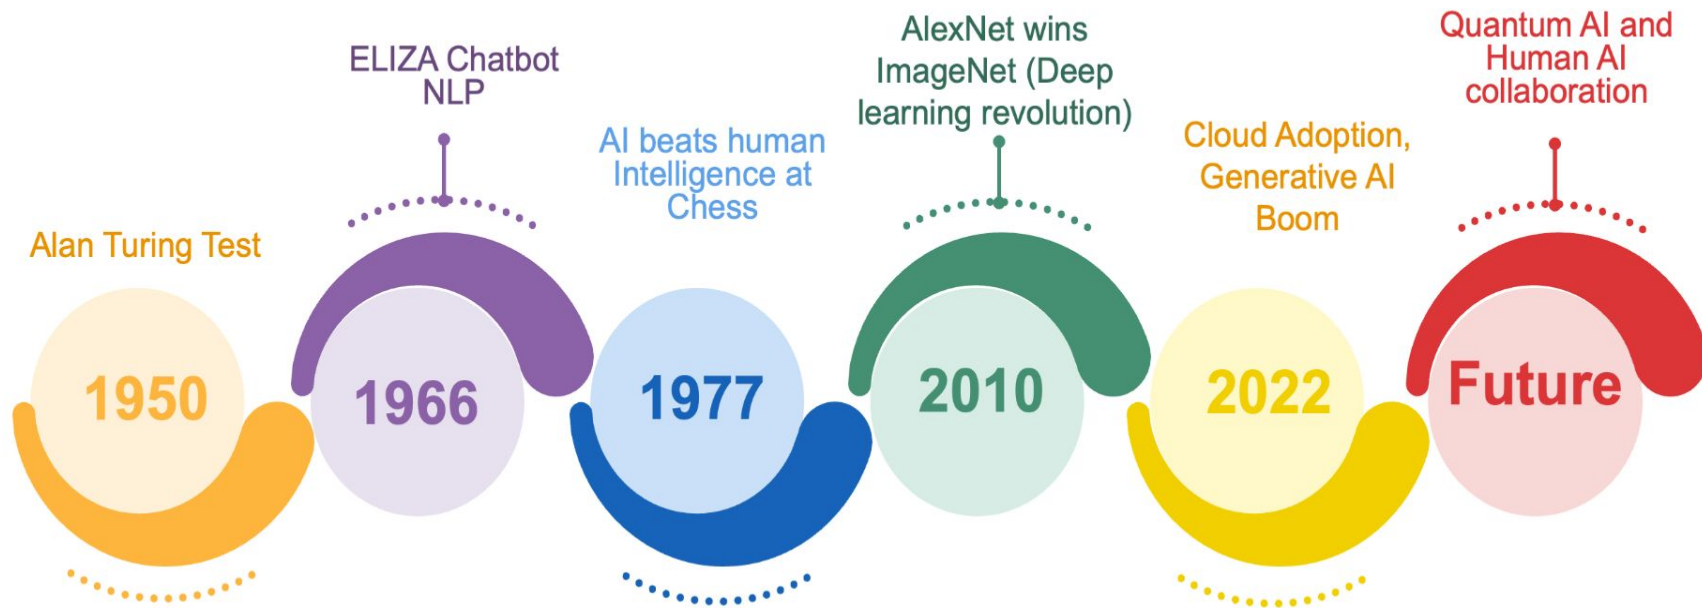 Alan Turing Test
1950
ELIZA Chatbot
NLP
1966
AI beats human
Intelligence at
Chess
1977
AlexNet wins
ImageNet (Deep
learning revolution)
2010
Cloud Adoption,
Generative AI
Boom
2022
Quantum AI and
Human AI
collaboration
Future